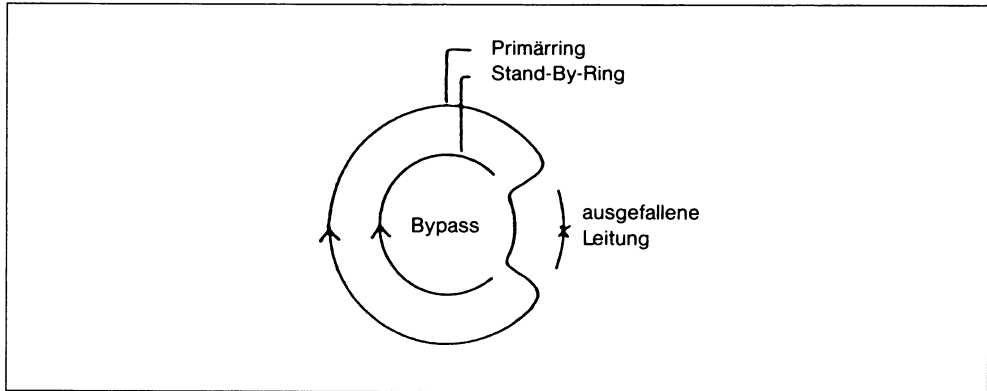 Primärring
Stand-By-Ring
Bypass
ausgefallene
Leitung